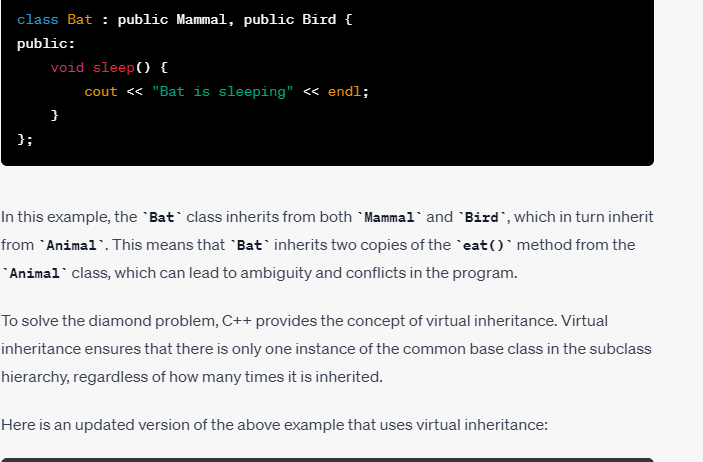 class Bat : public Mammal, public Bird {
public:
    void sleep() {
        cout << "Bat is sleeping" << endl;
    }
};
In this example, the `Bat` class inherits from both `Mammal` and `Bird`, which in turn inherit
from `Animal`. This means that `Bat` inherits two copies of the `eat()` method from the
`Animal` class, which can lead to ambiguity and conflicts in the program.
To solve the diamond problem, C++ provides the concept of virtual inheritance. Virtual
inheritance ensures that there is only one instance of the common base class in the subclass
hierarchy, regardless of how many times it is inherited.
Here is an updated version of the above example that uses virtual inheritance: